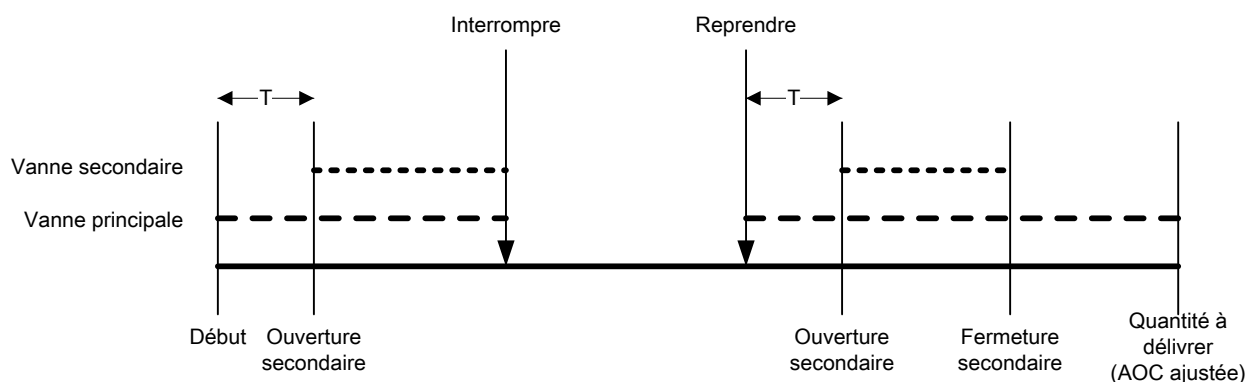 Interrompre
Reprendre
T
T
Vanne secondaire
Vanne principale
Début
Ouverture
secondaire
Ouverture
secondaire
Fermeture
secondaire
Quantité à
délivrer
(AOC ajustée)